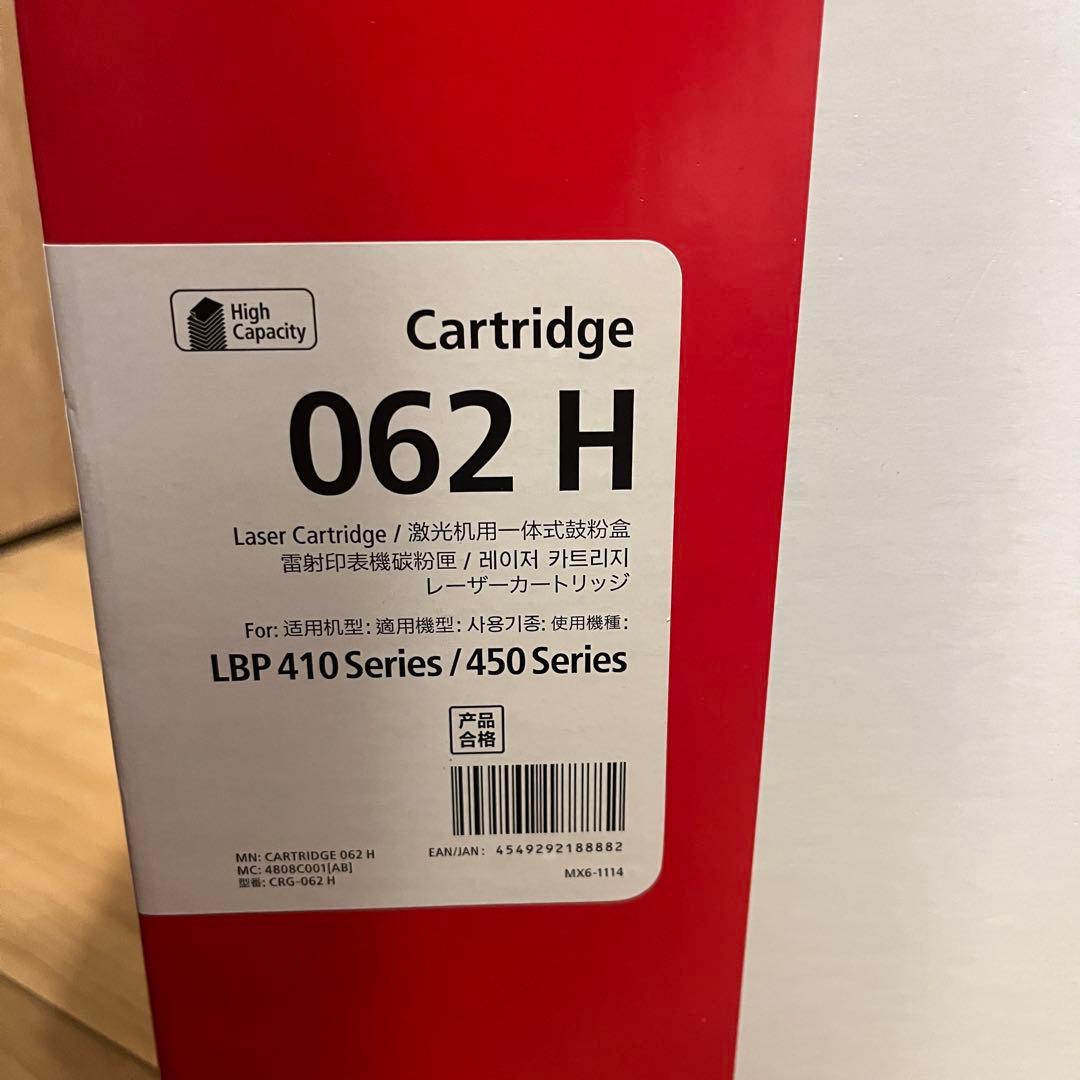 High
Capacity
Cartridge
062 H
Laser Cartridge / 激光机用一体式鼓粉盒
雷射印表機碳粉匣 / 레이저 카트리지
レーザーカートリッジ
For: 适用机型: 適用機型: 사용기종: 使用機種:
LBP 410 Series / 450 Series
产品
合格
MN: CARTRIDGE 062 H
MC: 4808C001[AB]
型番: CRG-062 H
EAN/JAN: 4549292188882
MX6-1114